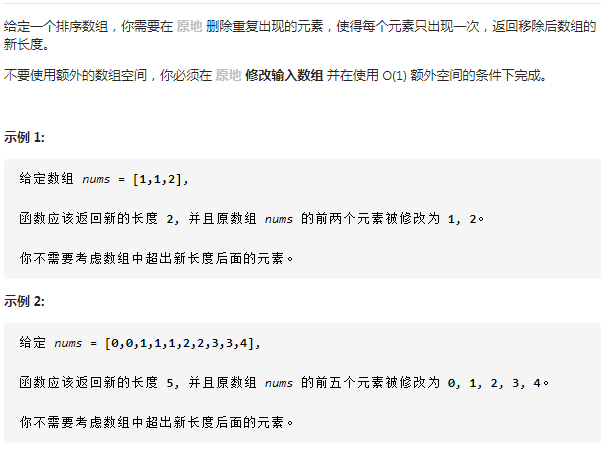 给定一个排序数组，你需要在 原地 删除重复出现的元素，使得每个元素只出现一次，返回移除后数组的
新长度。
不要使用额外的数组空间，你必须在 原地 修改输入数组 并在使用 O(1) 额外空间的条件下完成。
示例 1:
给定数组 nums = [1,1,2],
函数应该返回新的长度 2, 并且原数组 nums 的前两个元素被修改为 1, 2。
你不需要考虑数组中超出新长度后面的元素。
示例 2:
给定 nums = [0,0,1,1,1,2,2,3,3,4],
函数应该返回新的长度 5, 并且原数组 nums 的前五个元素被修改为 0, 1, 2, 3, 4。
你不需要考虑数组中超出新长度后面的元素。